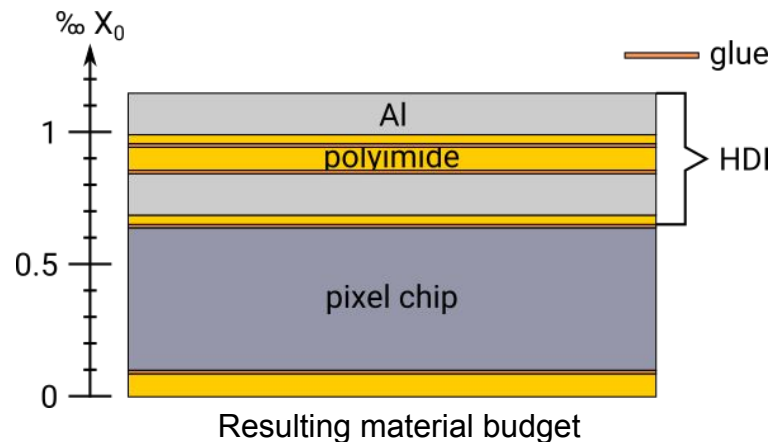 ‰ X₀
glue
Al
1
polyimide
HDI
0.5
pixel chip
0
Resulting material budget